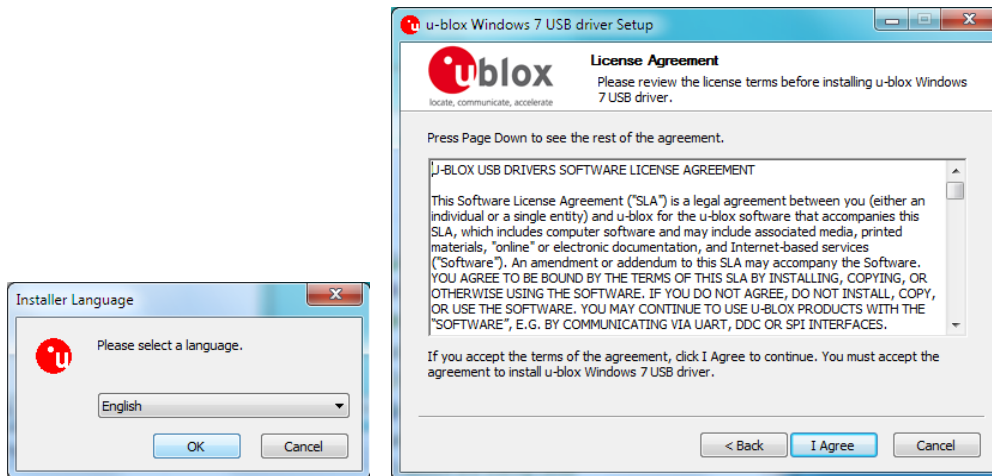 Installer Language
Please select a language.
English
OK
Cancel
u-blox Windows 7 USB driver Setup
ublox
locate, communicate, accelerate
License Agreement
Please review the license terms before installing u-blox Windows
7 USB driver.
Press Page Down to see the rest of the agreement.
U-BLOX USB DRIVERS SOFTWARE LICENSE AGREEMENT
This Software License Agreement ("SLA") is a legal agreement between you (either an
individual or a single entity) and u-blox for the u-blox software that accompanies this
SLA, which includes computer software and may include associated media, printed
materials, "online" or electronic documentation, and Internet-based services
("Software"). An amendment or addendum to this SLA may accompany the Software.
YOU AGREE TO BE BOUND BY THE TERMS OF THIS SLA BY INSTALLING, COPYING, OR
OTHERWISE USING THE SOFTWARE. IF YOU DO NOT AGREE, DO NOT INSTALL, COPY,
OR USE THE SOFTWARE. YOU MAY CONTINUE TO USE U-BLOX PRODUCTS WITH THE
"SOFTWARE", E.G. BY COMMUNICATING VIA UART, DDC OR SPI INTERFACES.
If you accept the terms of the agreement, click I Agree to continue. You must accept the
agreement to install u-blox Windows 7 USB driver.
< Back
I Agree
Cancel